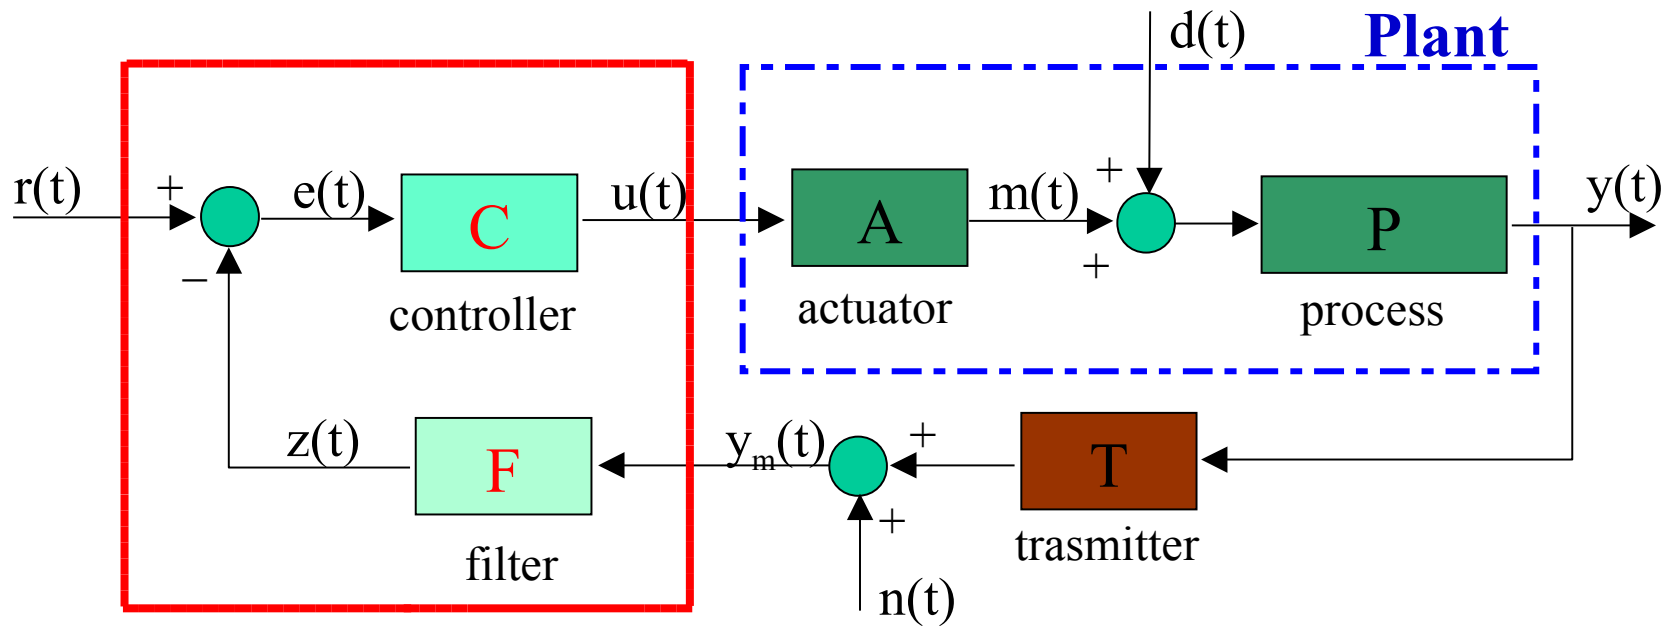 d(t)
Plant
r(t)
+
e(t)
C
u(t)
A
m(t)
+
+
P
y(t)
−
controller
actuator
process
z(t)
F
yₘ(t)
+
+
T
filter
trasmitter
n(t)